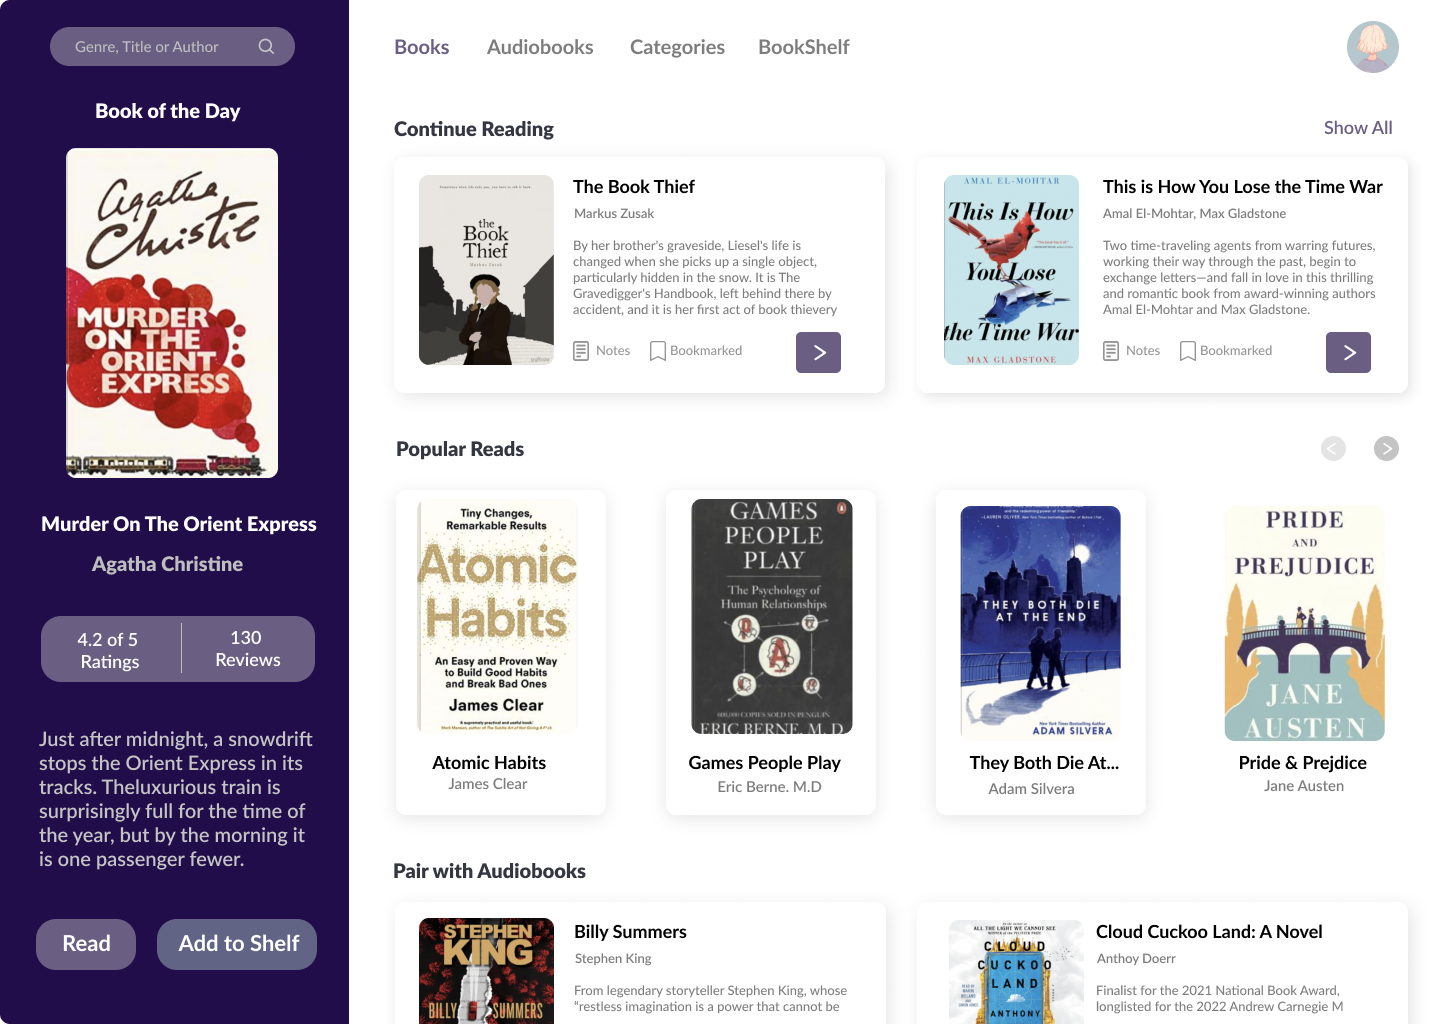 Genre, Title or Author
Book of the Day
Agatha
Christie
MURDER
ON THE
ORIENT
EXPRESS
Murder On The Orient Express
Agatha Christine
4.2 of 5
Ratings
130
Reviews
Just after midnight, a snowdrift
stops the Orient Express in its
tracks. Theluxurious train is
surprisingly full for the time of
the year, but by the morning it
is one passenger fewer.
Read
Add to Shelf
Books
Audiobooks
Categories
BookShelf
Continue Reading
Show All
the
Book
Thief
Markus Zusak
The Book Thief
Markus Zusak
By her brother's graveside, Liesel's life is
changed when she picks up a single object,
particularly hidden in the snow. It is The
Gravedigger's Handbook, left behind there by
accident, and it is her first act of book thievery
Notes
Bookmarked
AMAL EL-MOHTAR
This Is How
You Lose
the Time War
MAX GLADSTONE
This is How You Lose the Time War
Amal El-Mohtar, Max Gladstone
Two time-traveling agents from warring futures,
working their way through the past, begin to
exchange letters—and fall in love in this thrilling
and romantic book from award-winning authors
Amal El-Mohtar and Max Gladstone.
Notes
Bookmarked
Popular Reads
Tiny Changes,
Remarkable Results
Atomic
Habits
An Easy and Proven Way
to Build Good Habits
and Break Bad Ones
James Clear
Atomic Habits
James Clear
GAMES
PEOPLE
PLAY
The Psychology of
Human Relationships
A
600,000 COPIES SOLD IN PENGUIN
ERIC BERNE, M.D.
Games People Play
Eric Berne. M.D
THEY BOTH DIE
AT THE END
ADAM SILVERA
They Both Die At...
Adam Silvera
PRIDE
AND
PREJUDICE
JANE
AUSTEN
Pride & Prejdice
Jane Austen
Pair with Audiobooks
STEPHEN
KING
BILLY SUMMERS
Billy Summers
Stephen King
From legendary storyteller Stephen King, whose
“restless imagination is a power that cannot be
ALL THE LIGHT WE CANNOT SEE
CLOUD
CUCKOO
LAND
ANTHONY
Cloud Cuckoo Land: A Novel
Anthoy Doerr
Finalist for the 2021 National Book Award,
longlisted for the 2022 Andrew Carnegie M